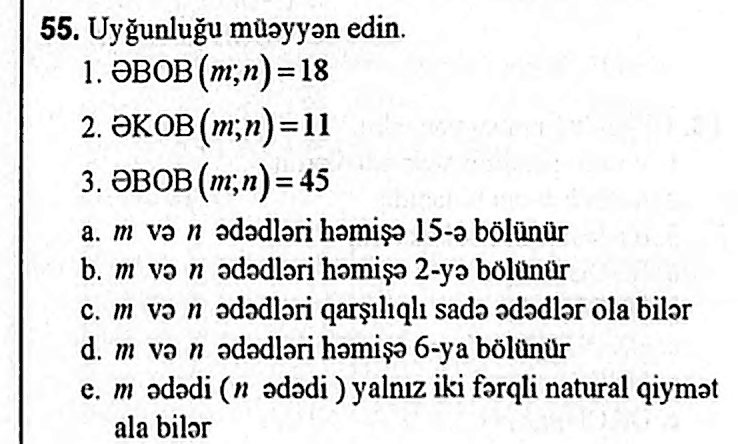 55. Uyğunluğu müəyyən edin.
1. ƏBOB(m;n)=18
2. ƏKOB(m;n)=11
3. ƏBOB(m;n)=45
a. m və n ədədləri həmişə 15-ə bölünür
b. m və n ədədləri həmişə 2-yə bölünür
c. m və n ədədləri qarşılıqlı sadə ədədlər ola bilər
d. m və n ədədləri həmişə 6-ya bölünür
e. m ədədi (n ədədi ) yalnız iki fərqli natural qiymət
ala bilər